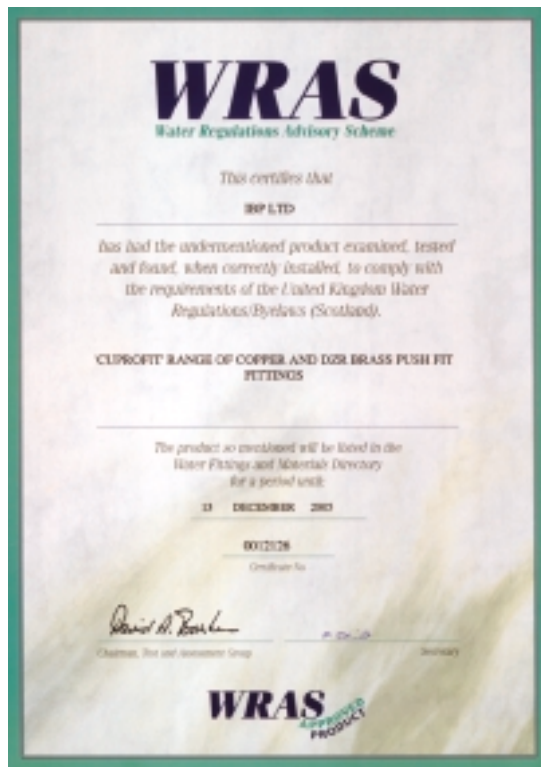 WRAS
Water Regulations Advisory Scheme
This certifies that
IBP LTD
has had the undermentioned product examined, tested
and found, when correctly installed, to comply with
the requirements of the United Kingdom Water
Regulations/Byelaws (Scotland).
'CUPROFIT' RANGE OF COPPER AND DZR BRASS PUSH FIT
FITTINGS
The product so mentioned will be listed in the
Water Fittings and Materials Directory
for a period until:
13 DECEMBER
0012126
Certificate No
Chairman, Test and Assessment Group
Secretary
WRAS
APPROVED
PRODUCT